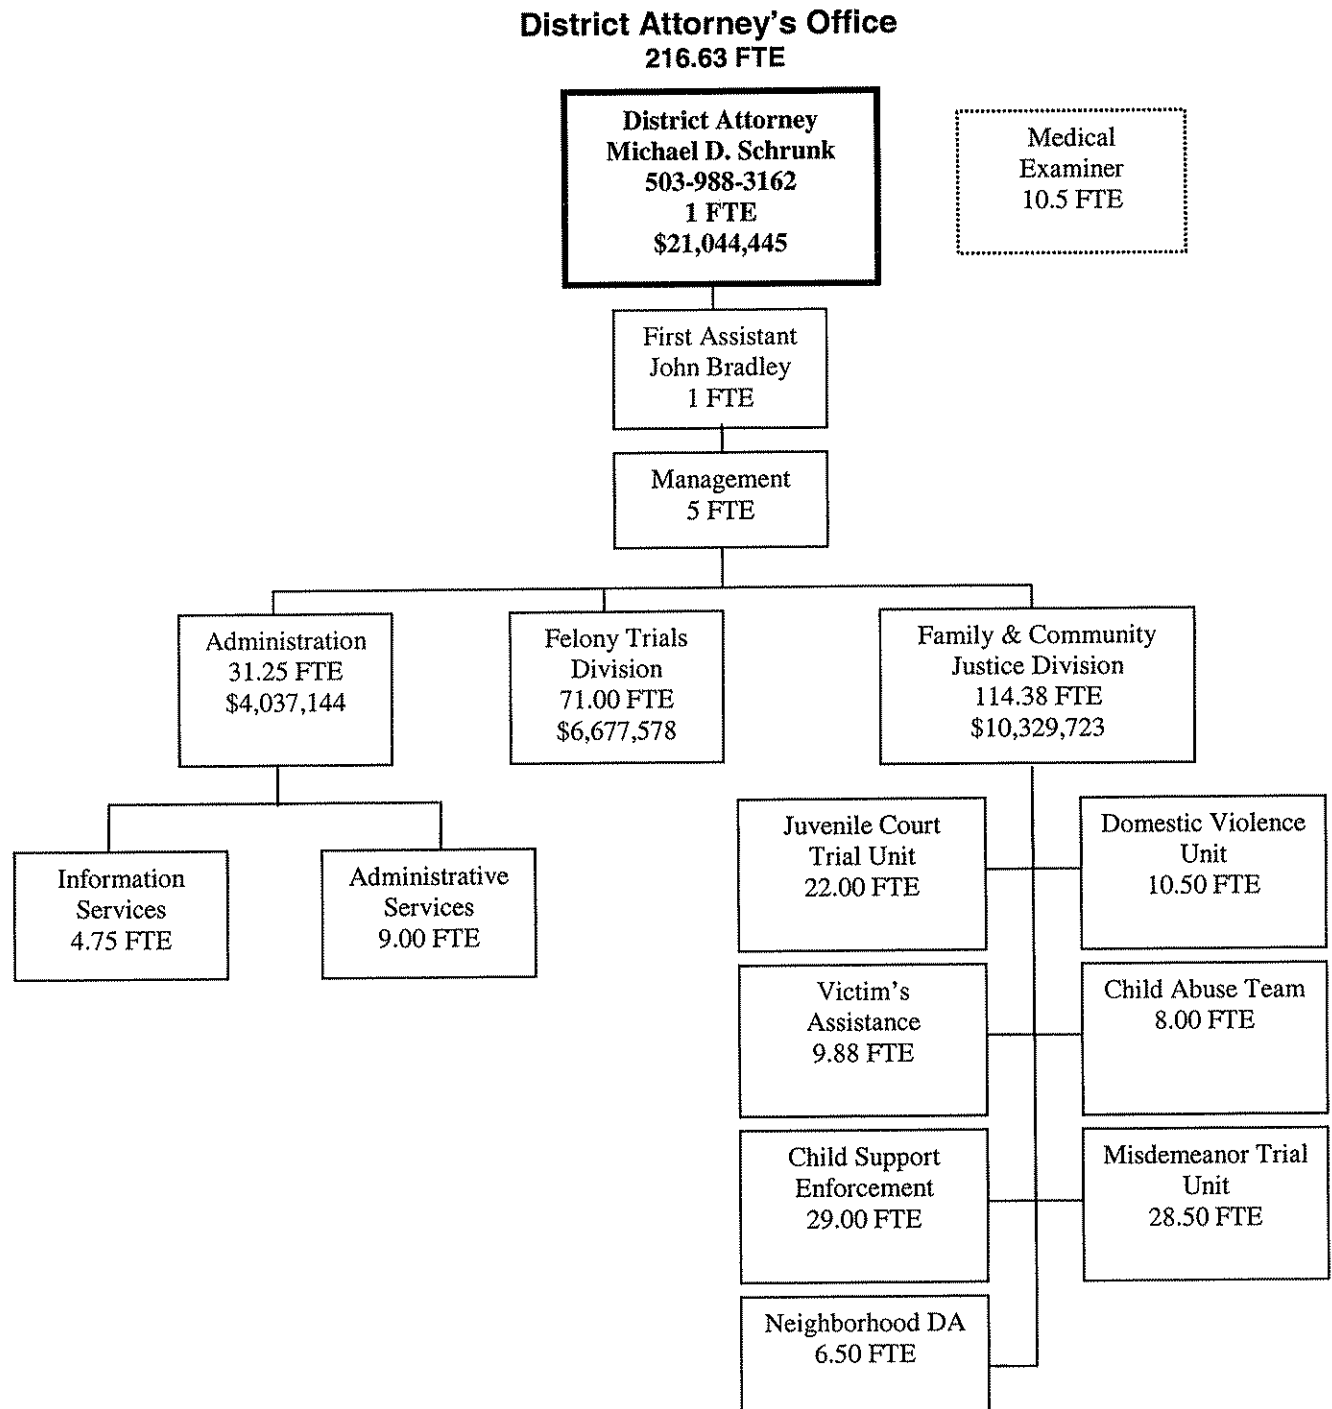 District Attorney's Office
216.63 FTE
District Attorney
Michael D. Schrunk
503-988-3162
1 FTE
$21,044,445
Medical
Examiner
10.5 FTE
First Assistant
John Bradley
1 FTE
Management
5 FTE
Administration
31.25 FTE
$4,037,144
Felony Trials
Division
71.00 FTE
$6,677,578
Family & Community
Justice Division
114.38 FTE
$10,329,723
Information
Services
4.75 FTE
Administrative
Services
9.00 FTE
Juvenile Court
Trial Unit
22.00 FTE
Domestic Violence
Unit
10.50 FTE
Victim's
Assistance
9.88 FTE
Child Abuse Team
8.00 FTE
Child Support
Enforcement
29.00 FTE
Misdemeanor Trial
Unit
28.50 FTE
Neighborhood DA
6.50 FTE